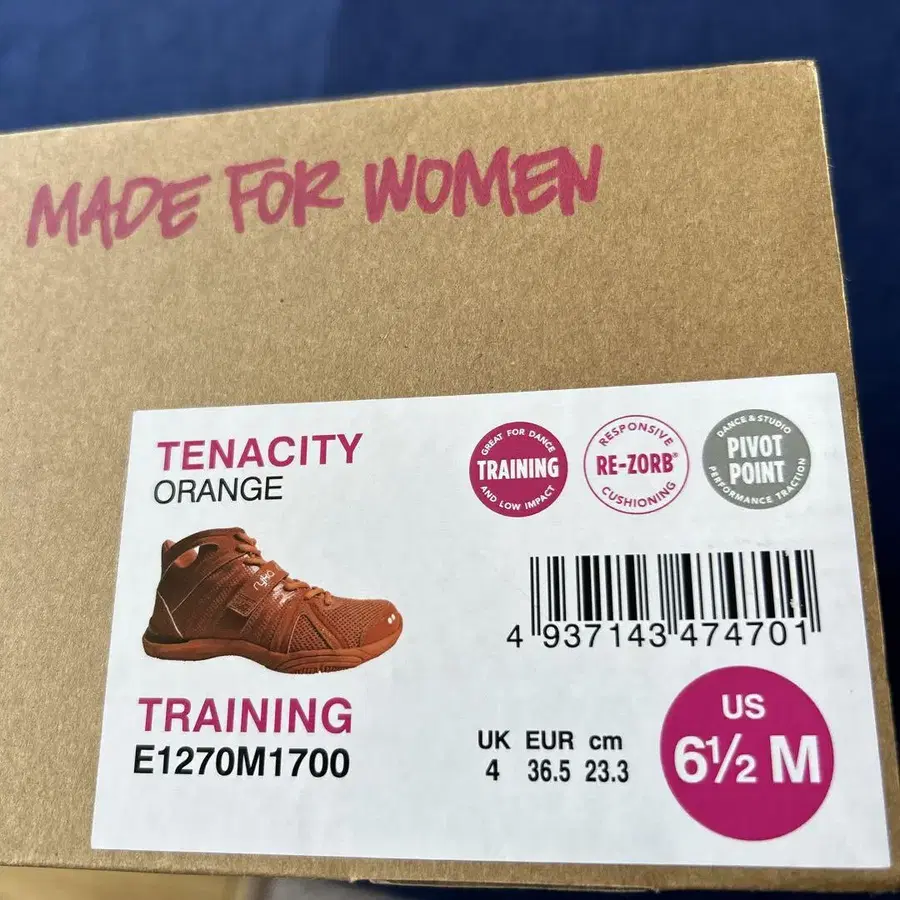 MADE FOR WOMEN
TENACITY
ORANGE
GREAT FOR DANCE
TRAINING
AND LOW IMPACT
RESPONSIVE
RE-ZORB®
CUSHIONING
DANCE & STUDIO
PIVOT
POINT
PERFORMANCE TRACTION
ryka
4 937143 474701
TRAINING
E1270M1700
UK EUR cm
4 36.5 23.3
US
6½ M